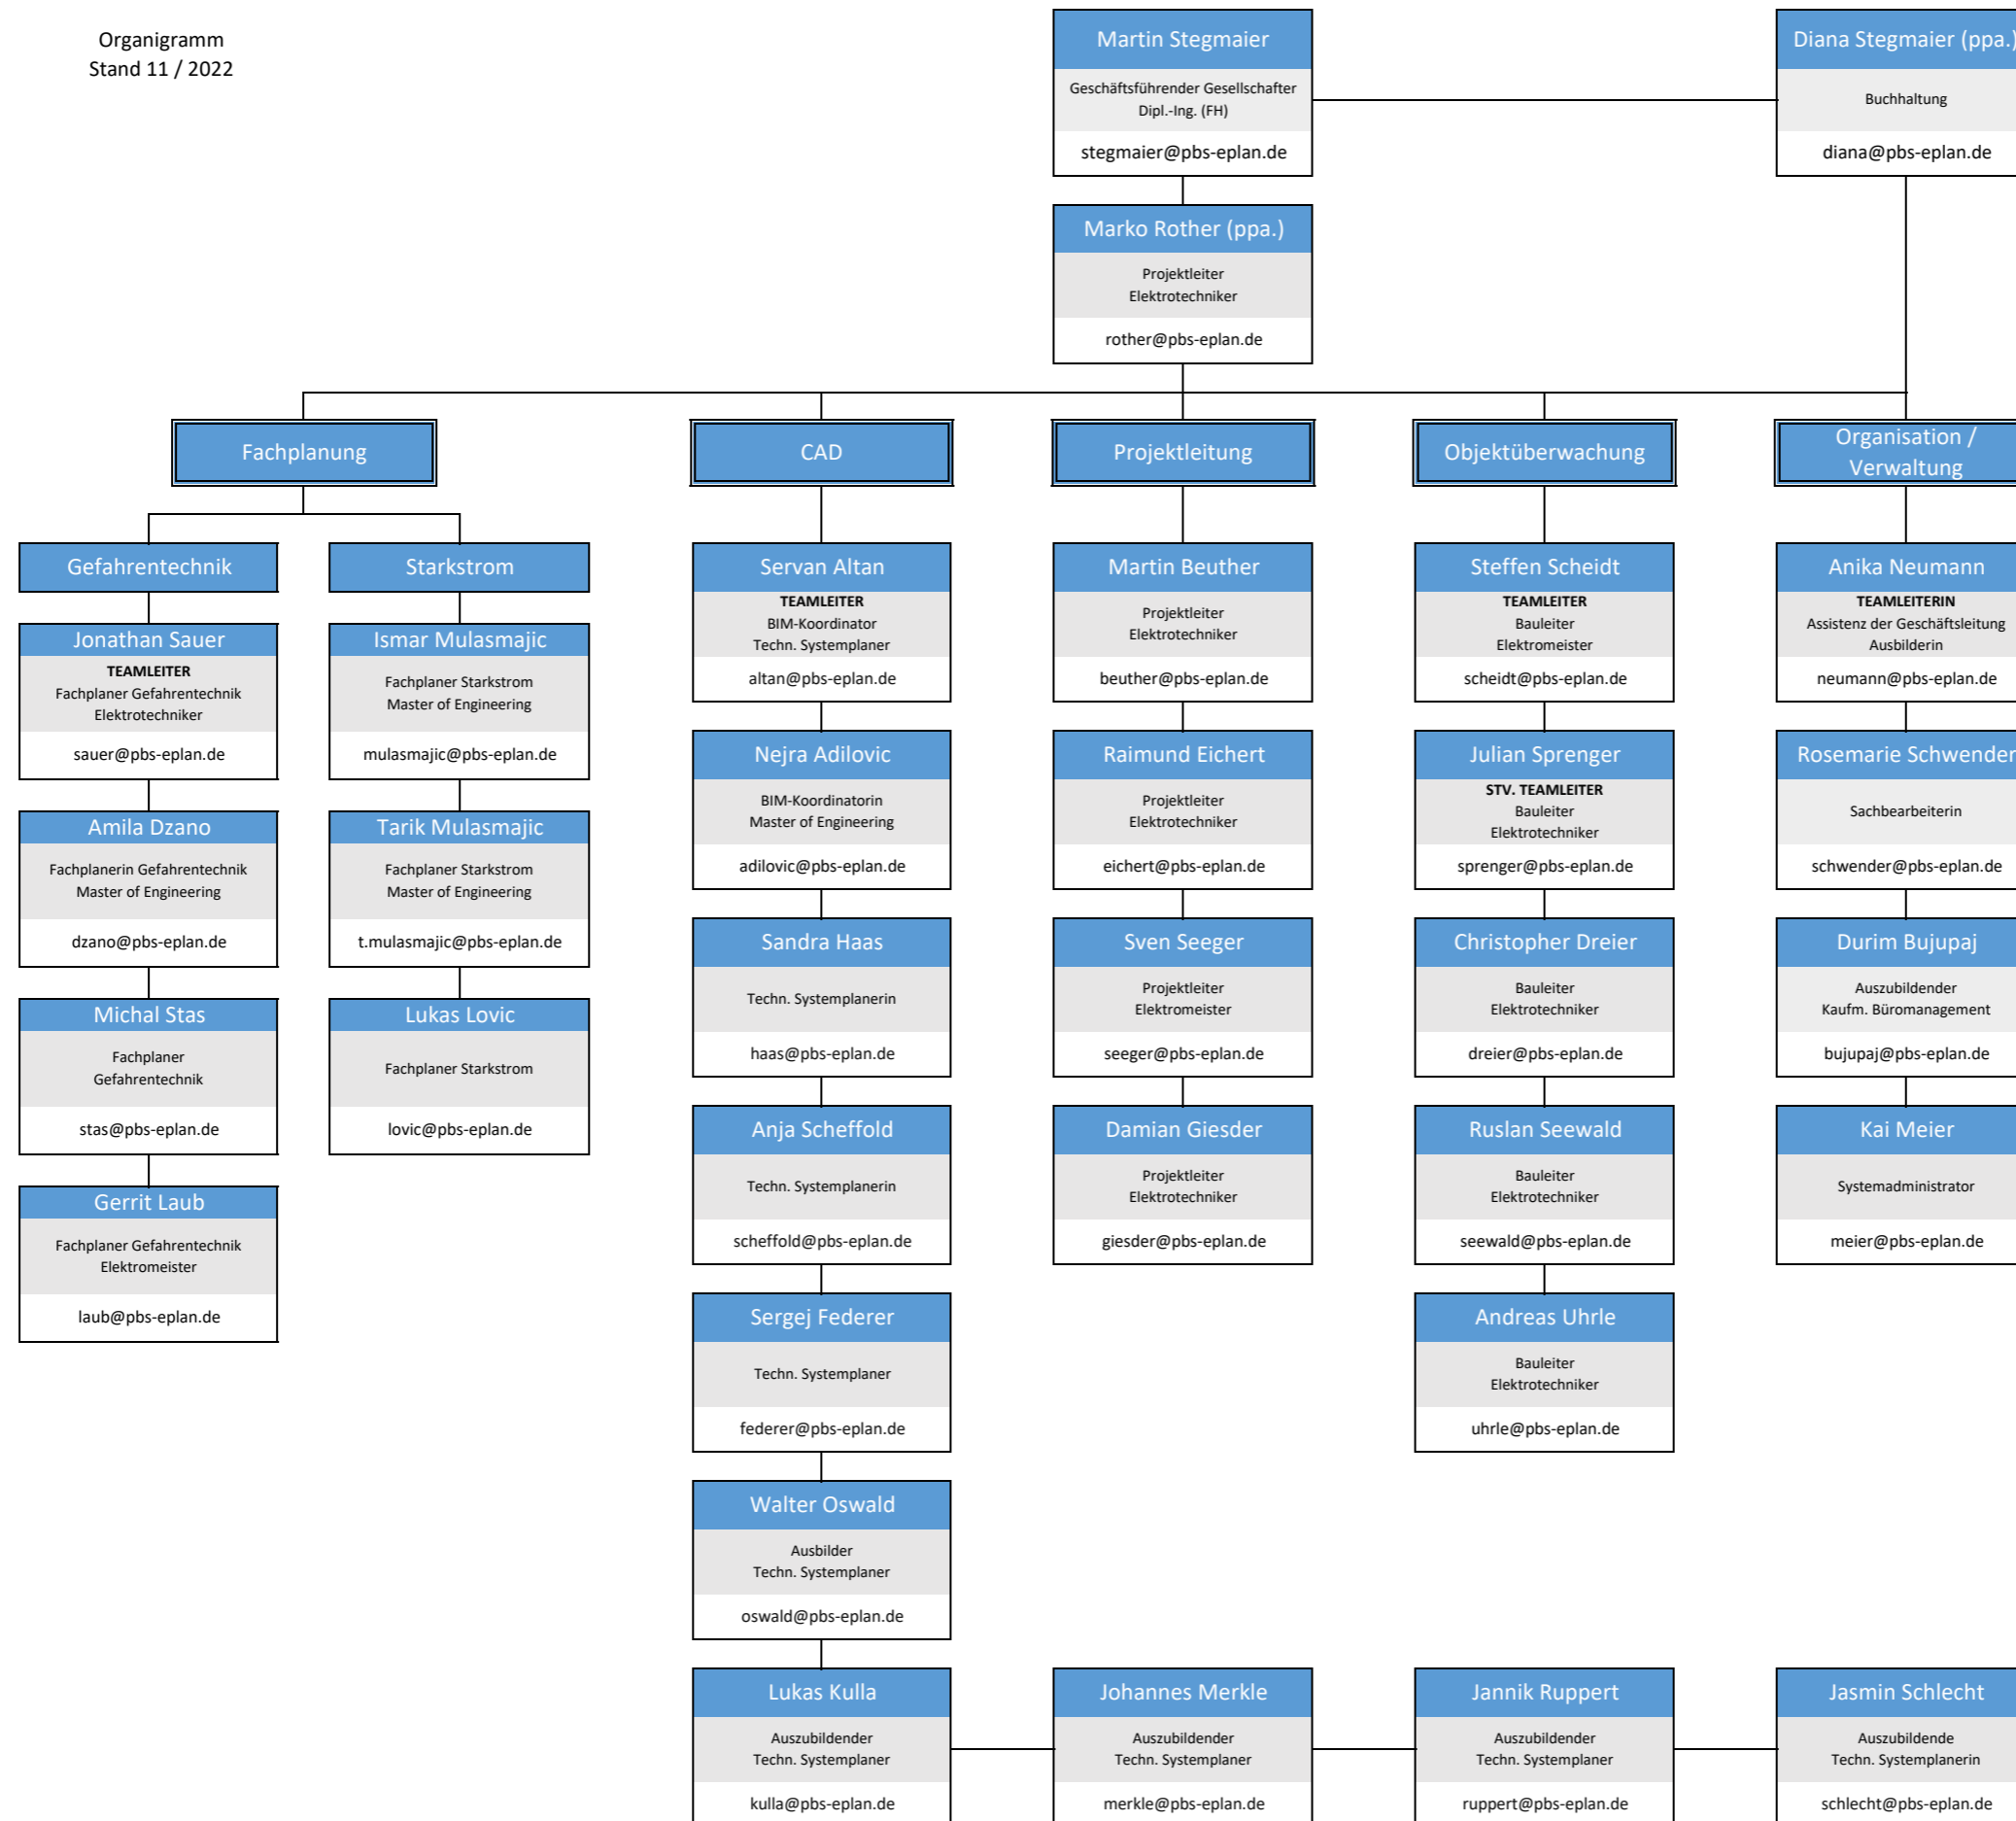 Organigramm
Stand 11 / 2022
Martin Stegmaier
Geschäftsführender Gesellschafter
Dipl.-Ing. (FH)
stegmaier@pbs-eplan.de
Diana Stegmaier (ppa.)
Buchhaltung
diana@pbs-eplan.de
Marko Rother (ppa.)
Projektleiter
Elektrotechniker
rother@pbs-eplan.de
Fachplanung
CAD
Projektleitung
Objektüberwachung
Organisation /
Verwaltung
Gefahrentechnik
Jonathan Sauer
TEAMLEITER
Fachplaner Gefahrentechnik
Elektrotechniker
sauer@pbs-eplan.de
Amila Dzano
Fachplanerin Gefahrentechnik
Master of Engineering
dzano@pbs-eplan.de
Michal Stas
Fachplaner
Gefahrentechnik
stas@pbs-eplan.de
Gerrit Laub
Fachplaner Gefahrentechnik
Elektromeister
laub@pbs-eplan.de
Starkstrom
Ismar Mulasmajic
Fachplaner Starkstrom
Master of Engineering
mulasmajic@pbs-eplan.de
Tarik Mulasmajic
Fachplaner Starkstrom
Master of Engineering
t.mulasmajic@pbs-eplan.de
Lukas Lovic
Fachplaner Starkstrom
lovic@pbs-eplan.de
Servan Altan
TEAMLEITER
BIM-Koordinator
Techn. Systemplaner
altan@pbs-eplan.de
Nejra Adilovic
BIM-Koordinatorin
Master of Engineering
adilovic@pbs-eplan.de
Sandra Haas
Techn. Systemplanerin
haas@pbs-eplan.de
Anja Scheffold
Techn. Systemplanerin
scheffold@pbs-eplan.de
Sergej Federer
Techn. Systemplaner
federer@pbs-eplan.de
Walter Oswald
Ausbilder
Techn. Systemplaner
oswald@pbs-eplan.de
Martin Beuther
Projektleiter
Elektrotechniker
beuther@pbs-eplan.de
Raimund Eichert
Projektleiter
Elektrotechniker
eichert@pbs-eplan.de
Sven Seeger
Projektleiter
Elektromeister
seeger@pbs-eplan.de
Damian Giesder
Projektleiter
Elektrotechniker
giesder@pbs-eplan.de
Steffen Scheidt
TEAMLEITER
Bauleiter
Elektromeister
scheidt@pbs-eplan.de
Julian Sprenger
STV. TEAMLEITER
Bauleiter
Elektrotechniker
sprenger@pbs-eplan.de
Christopher Dreier
Bauleiter
Elektrotechniker
dreier@pbs-eplan.de
Ruslan Seewald
Bauleiter
Elektrotechniker
seewald@pbs-eplan.de
Andreas Uhrle
Bauleiter
Elektrotechniker
uhrle@pbs-eplan.de
Anika Neumann
TEAMLEITERIN
Assistenz der Geschäftsleitung
Ausbilderin
neumann@pbs-eplan.de
Rosemarie Schwender
Sachbearbeiterin
schwender@pbs-eplan.de
Durim Bujupaj
Auszubildender
Kaufm. Büromanagement
bujupaj@pbs-eplan.de
Kai Meier
Systemadministrator
meier@pbs-eplan.de
Lukas Kulla
Auszubildender
Techn. Systemplaner
kulla@pbs-eplan.de
Johannes Merkle
Auszubildender
Techn. Systemplaner
merkle@pbs-eplan.de
Jannik Ruppert
Auszubildender
Techn. Systemplaner
ruppert@pbs-eplan.de
Jasmin Schlecht
Auszubildende
Techn. Systemplanerin
schlecht@pbs-eplan.de